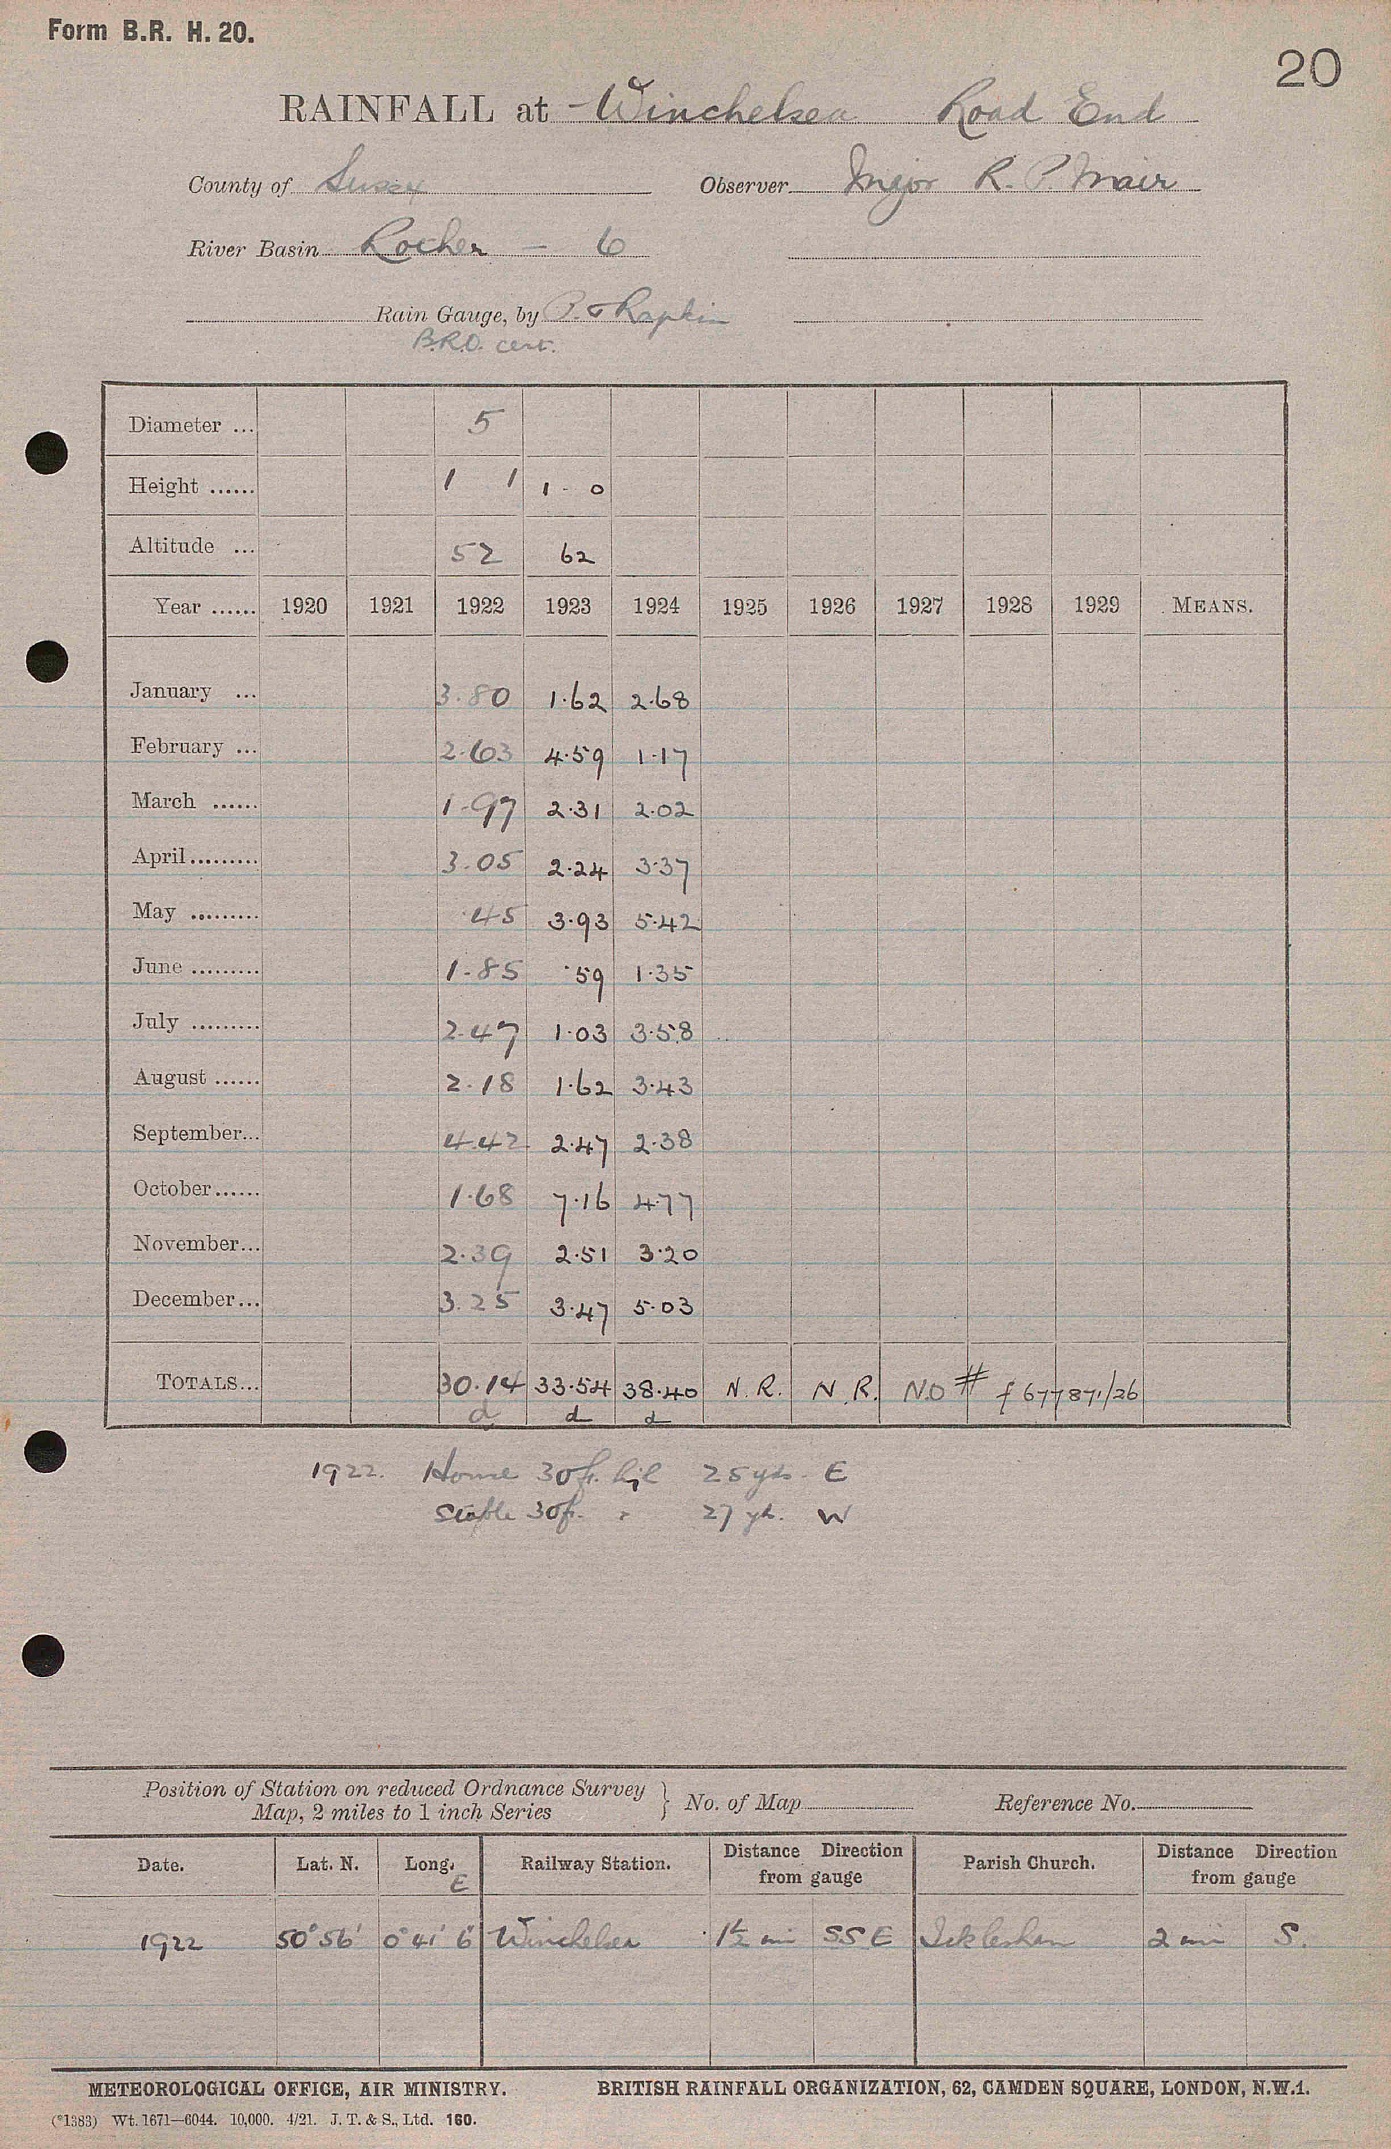 Form B.R. H. 20.
20
RAINFALL at Winchelsea Road End
County of Sussex Observer Major R. P. Mair
River Basin Rother - 6
Rain Gauge, by P. & Rapkin
B.R.O. cert.
Diameter ... 5
Height ...... 1 1 1 - 0
Altitude ... 52 62
Year ...... 1920 1921 1922 1923 1924 1925 1926 1927 1928 1929 MEANS.
January ... 3.80 1.62 2.68
February ... 2.63 4.59 1.17
March ...... 1.97 2.31 2.02
April ......... 3.05 2.24 3.37
May ......... .45 3.93 5.42
June ......... 1.85 .59 1.35
July ......... 2.47 1.03 3.58
August ...... 2.18 1.62 3.43
September... 4.42 2.47 2.38
October ...... 1.68 7.16 4.77
November... 2.39 2.51 3.20
December... 3.25 3.47 5.03
TOTALS... 30.14 33.54 38.40 N.R. N.R. NO # f 677871/26
d d d
1922. House 30ft. high 25 yds. E
Stable 30ft. " 27 yds. W
Position of Station on reduced Ordnance Survey
Map, 2 miles to 1 inch Series } No. of Map Reference No.
Date. Lat. N. Long. E Railway Station. Distance Direction from gauge Parish Church. Distance Direction from gauge
1922 50° 56' 0° 41' 6" Winchelsea 1½ mi SSE Icklesham 2 mi S.
METEOROLOGICAL OFFICE, AIR MINISTRY. BRITISH RAINFALL ORGANIZATION, 62, CAMDEN SQUARE, LONDON, N.W.1.
(*1383) Wt. 1671—6044. 10,000. 4/21. J. T. & S., Ltd. 160.